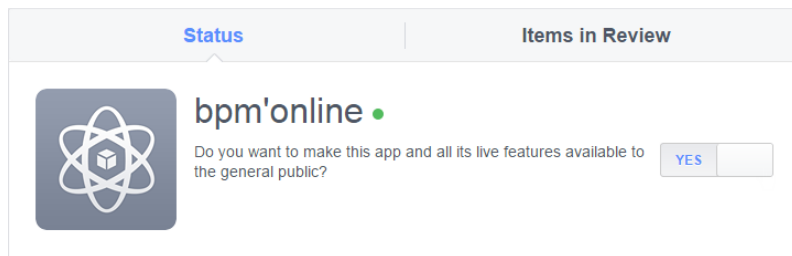 Status
Items in Review
bpm'online
Do you want to make this app and all its live features available to
the general public?
YES